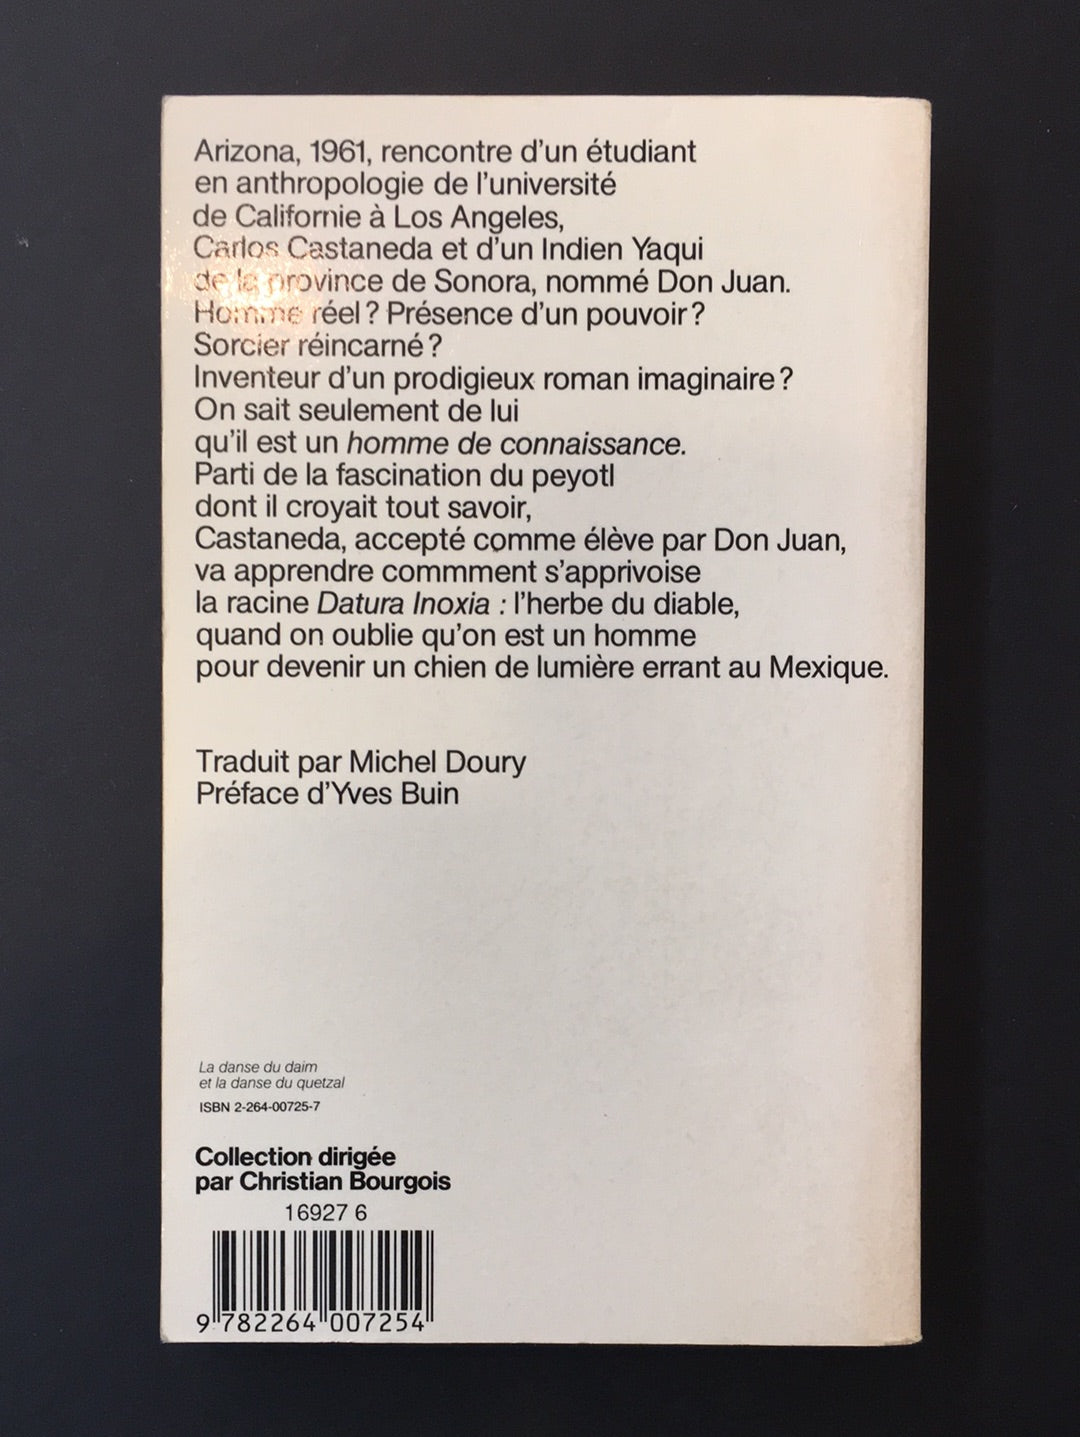 Arizona, 1961, rencontre d'un étudiant
en anthropologie de l'université
de Californie à Los Angeles,
Carlos Castaneda et d'un Indien Yaqui
de la province de Sonora, nommé Don Juan.
Homme réel ? Présence d'un pouvoir ?
Sorcier réincarné ?
Inventeur d'un prodigieux roman imaginaire ?
On sait seulement de lui
qu'il est un homme de connaissance.
Parti de la fascination du peyotl
dont il croyait tout savoir,
Castaneda, accepté comme élève par Don Juan,
va apprendre commment s'apprivoise
la racine Datura Inoxia : l'herbe du diable,
quand on oublie qu'on est un homme
pour devenir un chien de lumière errant au Mexique.
Traduit par Michel Doury
Préface d'Yves Buin
La danse du daim
et la danse du quetzal
ISBN 2-264-00725-7
Collection dirigée
par Christian Bourgois
16927 6
9 782264 007254